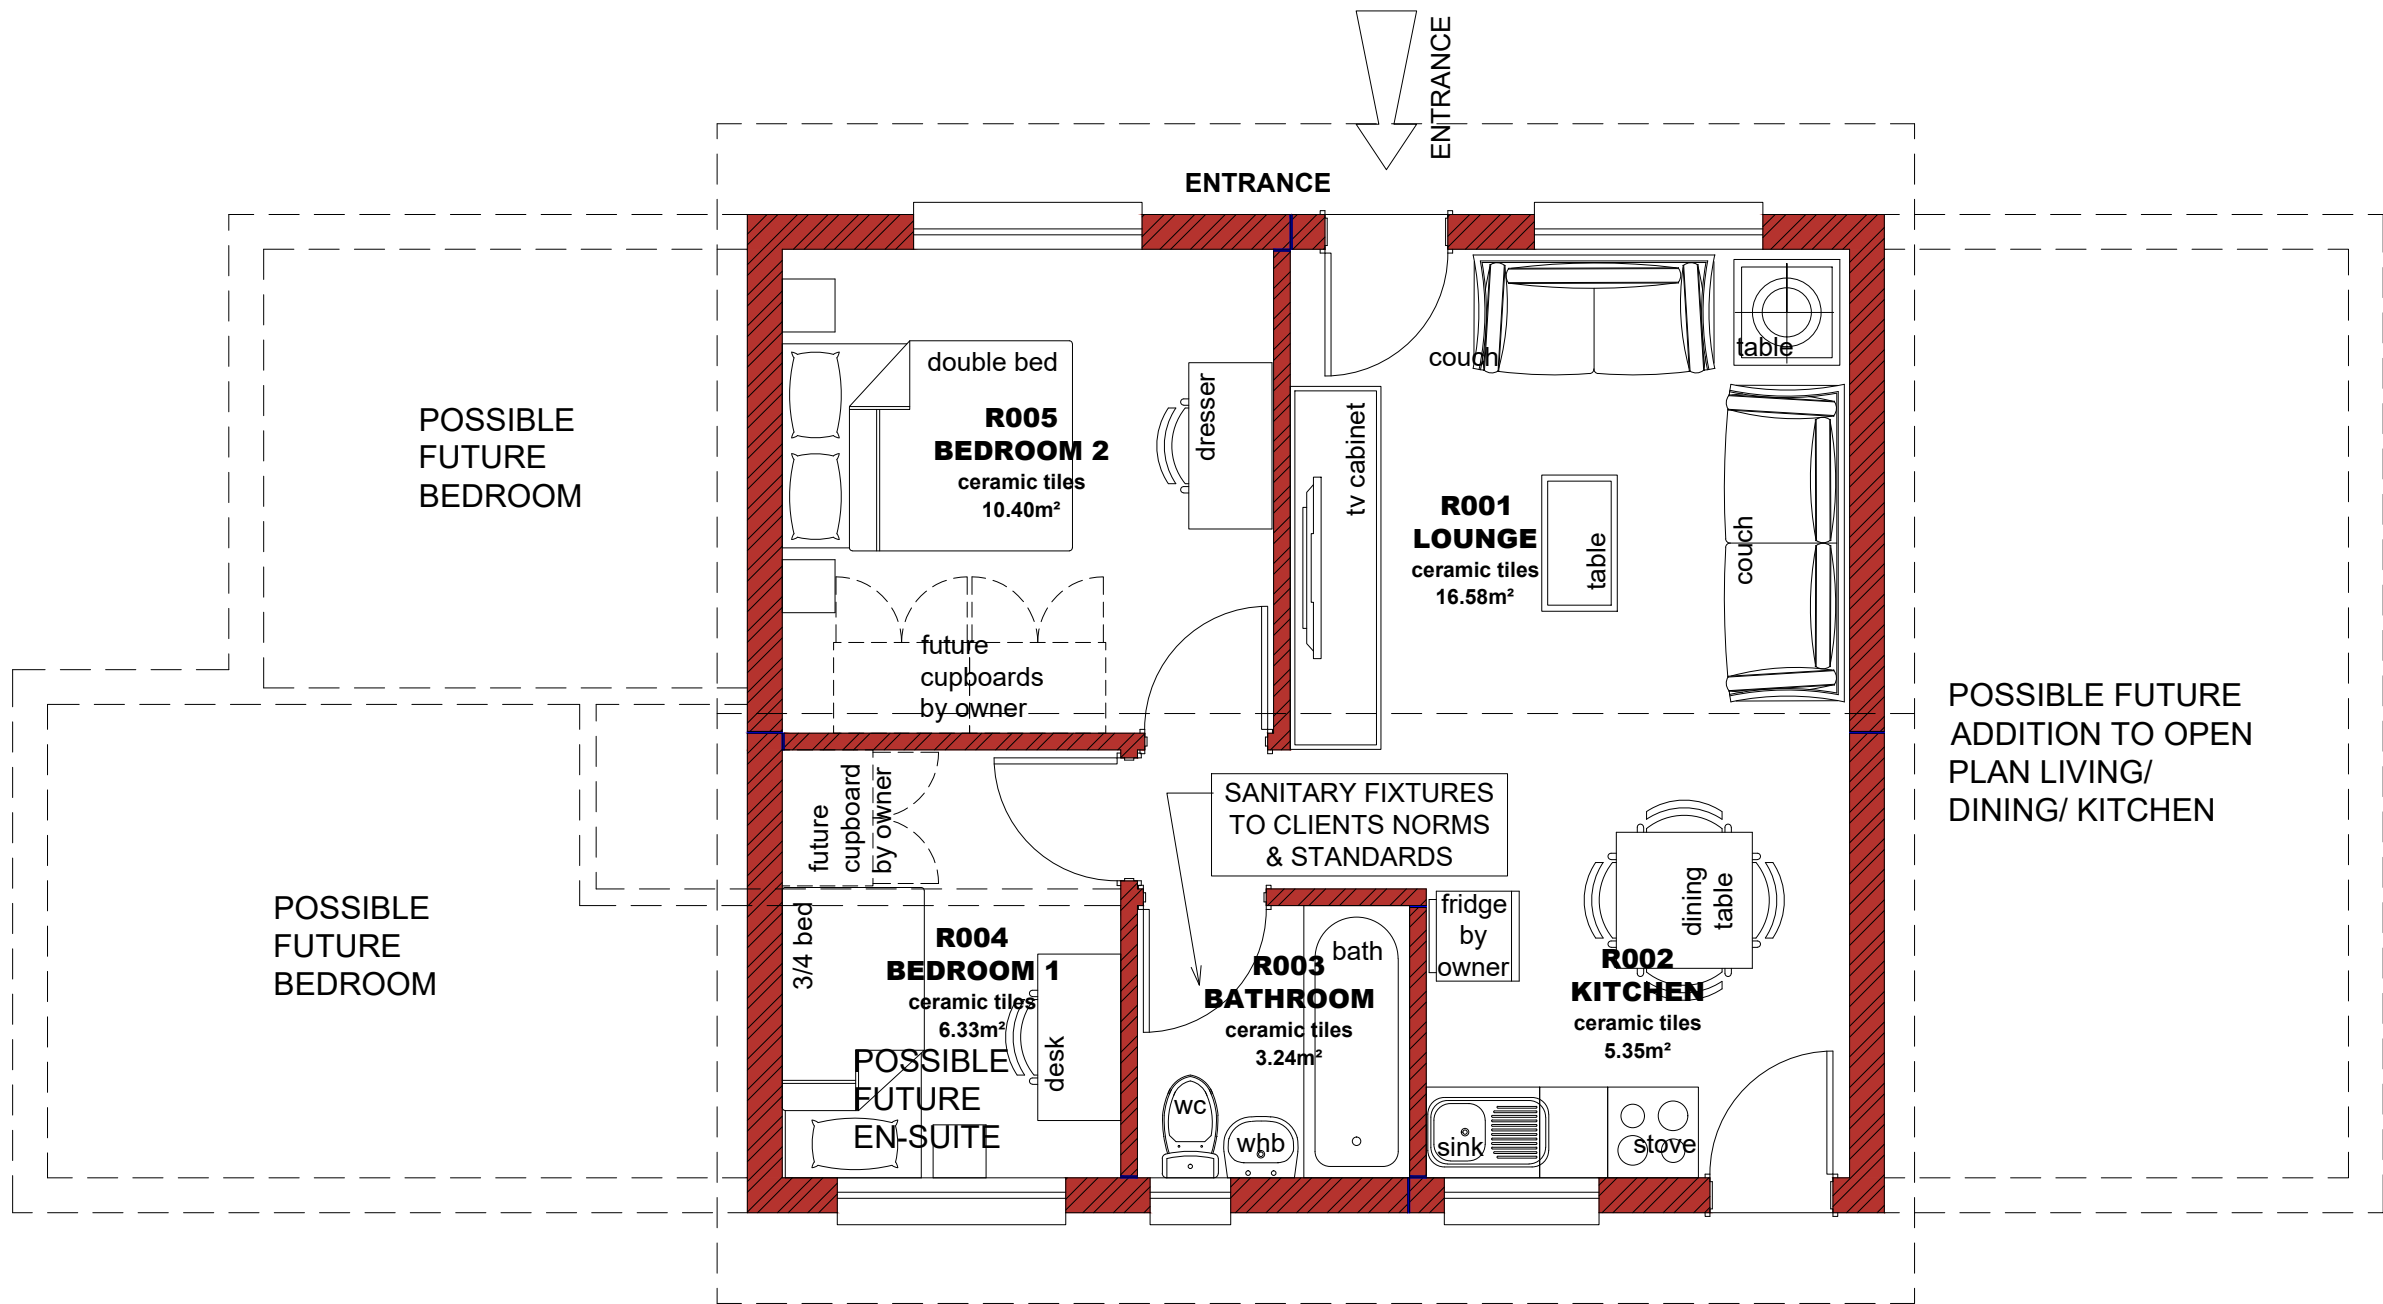 ENTRANCE
ENTRANCE
POSSIBLE
FUTURE
BEDROOM
double bed
R005
BEDROOM 2
ceramic tiles
10.40m²
dresser
future
cupboards
by owner
tv cabinet
couch
table
R001
LOUNGE
ceramic tiles
16.58m²
table
couch
POSSIBLE FUTURE
ADDITION TO OPEN
PLAN LIVING/
DINING/ KITCHEN
future
cupboard
by owner
SANITARY FIXTURES
TO CLIENTS NORMS
& STANDARDS
POSSIBLE
FUTURE
BEDROOM
3/4 bed
R004
BEDROOM 1
ceramic tiles
6.33m²
desk
POSSIBLE
FUTURE
EN-SUITE
bath
R003
BATHROOM
ceramic tiles
3.24m²
wc
whb
fridge
by
owner
dining
table
R002
KITCHEN
ceramic tiles
5.35m²
sink
stove